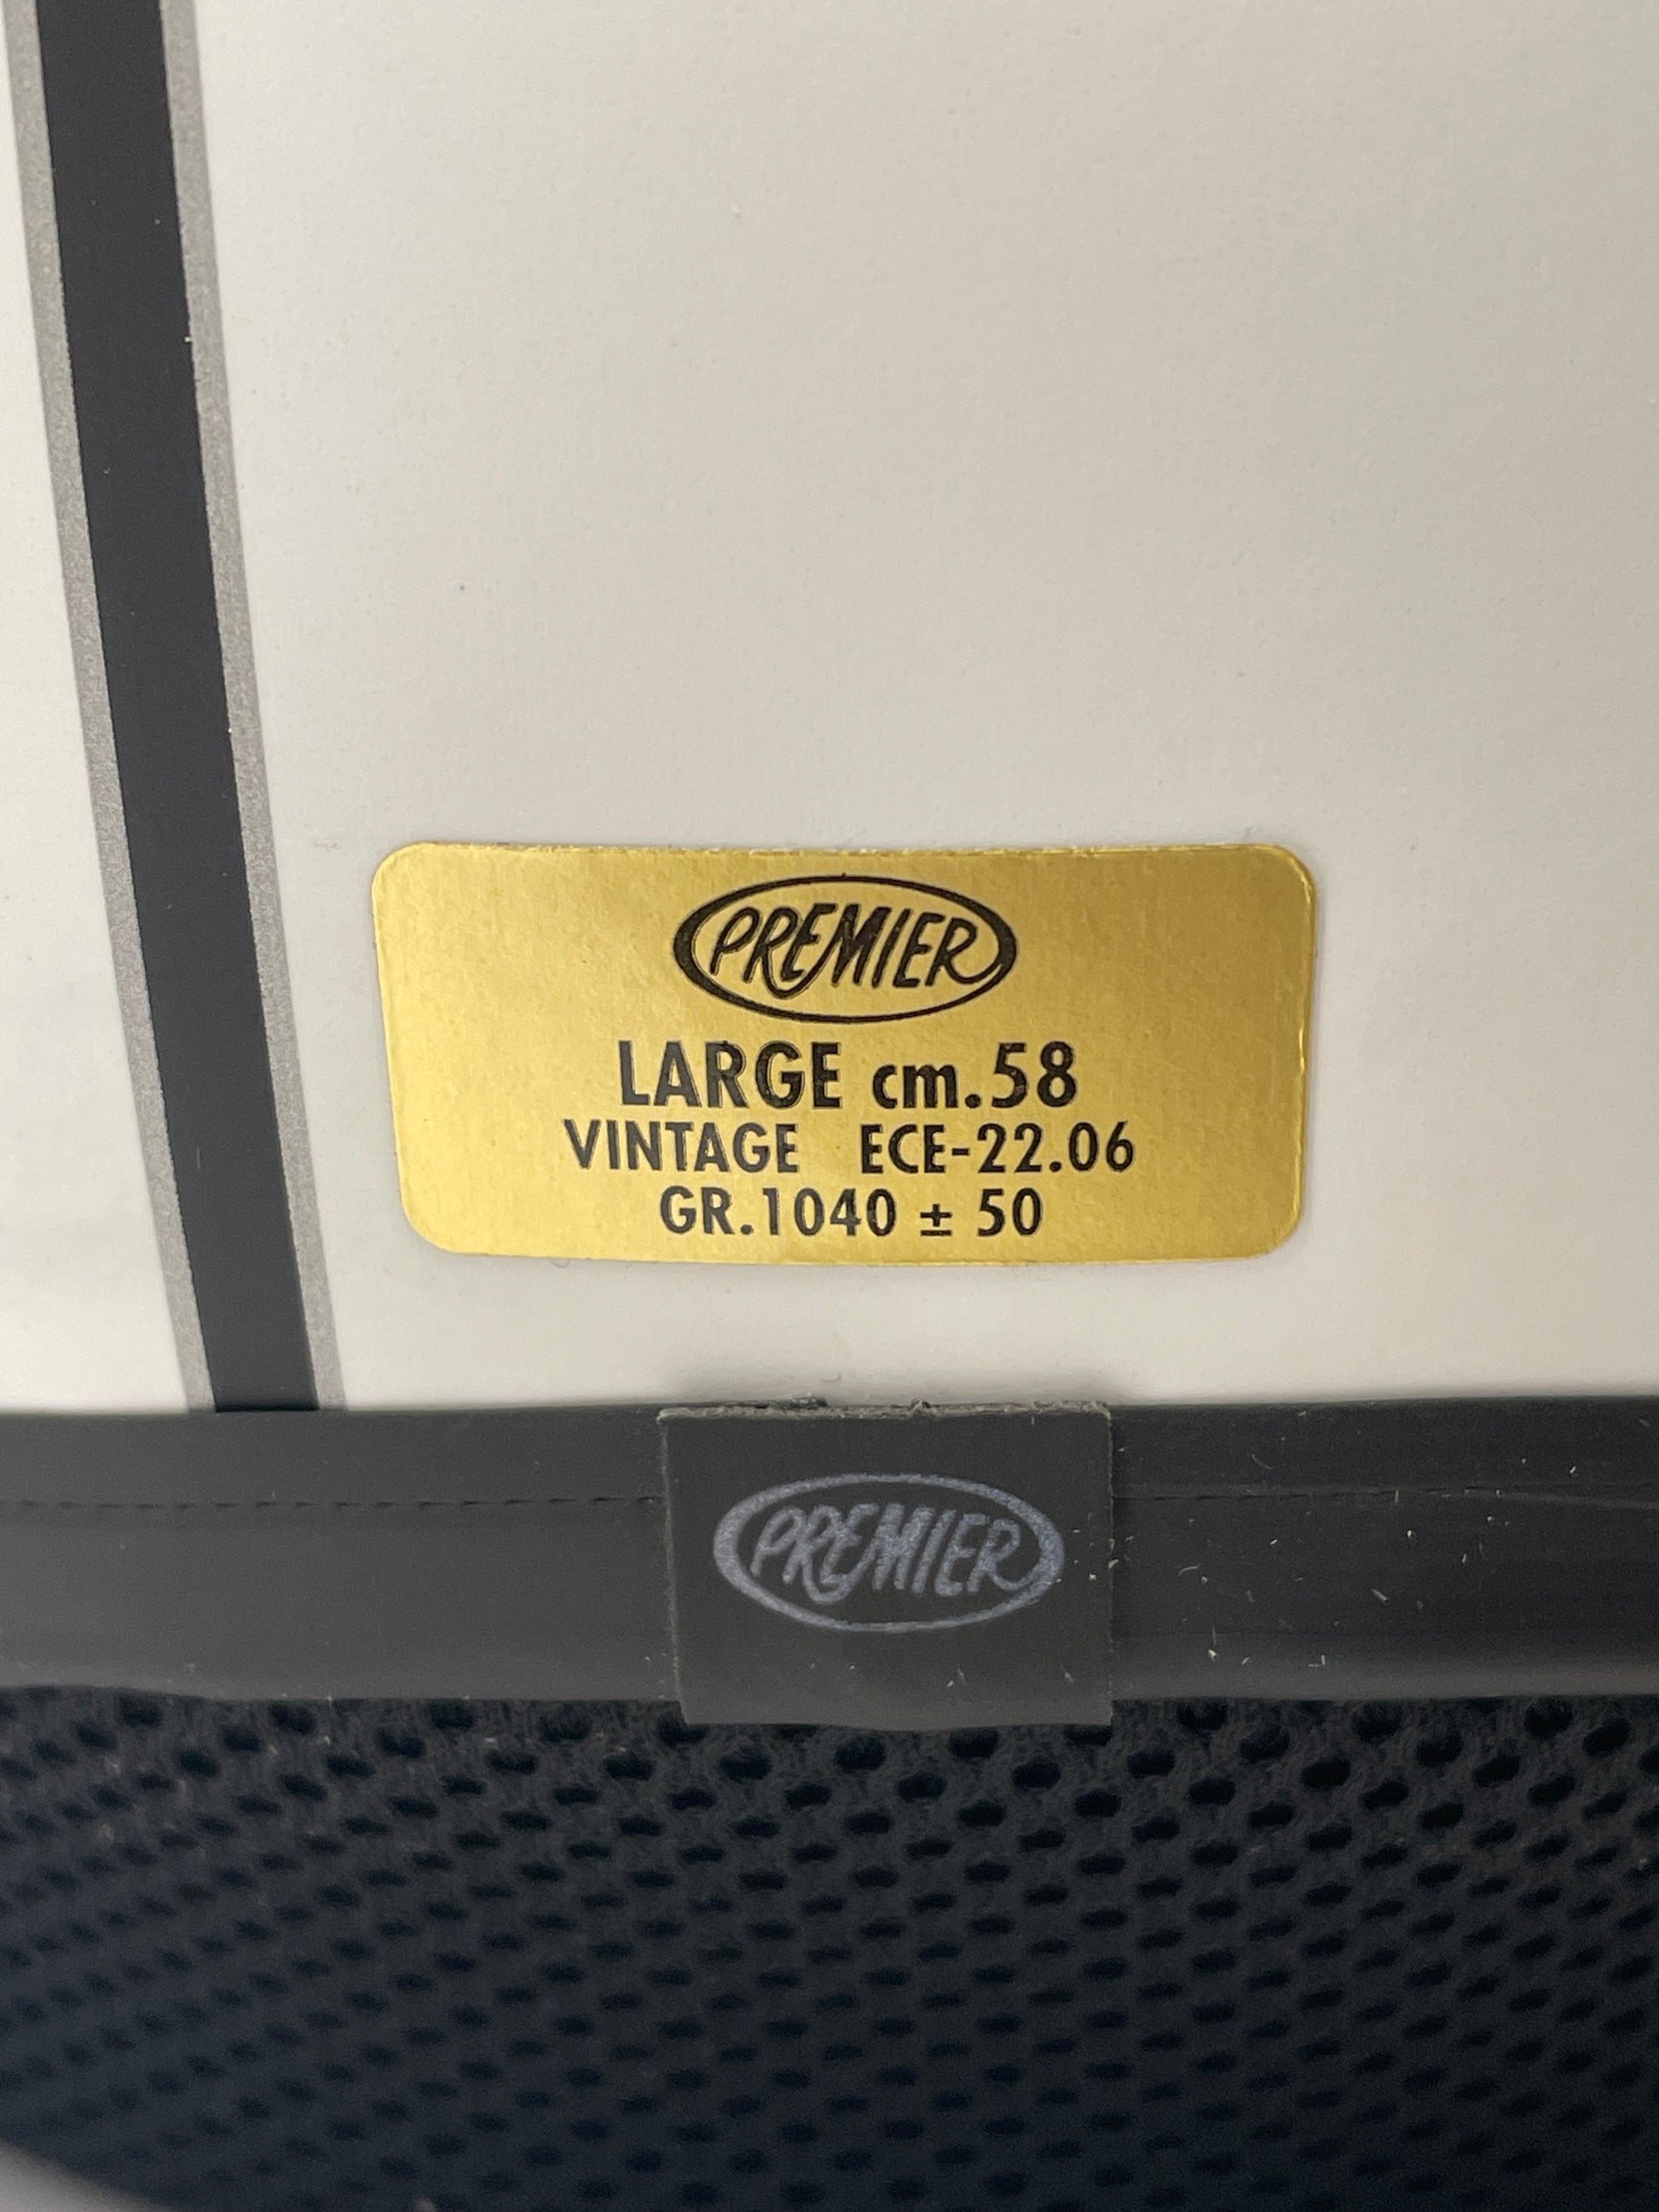 PREMIER
LARGE cm.58
VINTAGE ECE-22.06
GR.1040 ± 50
PREMIER